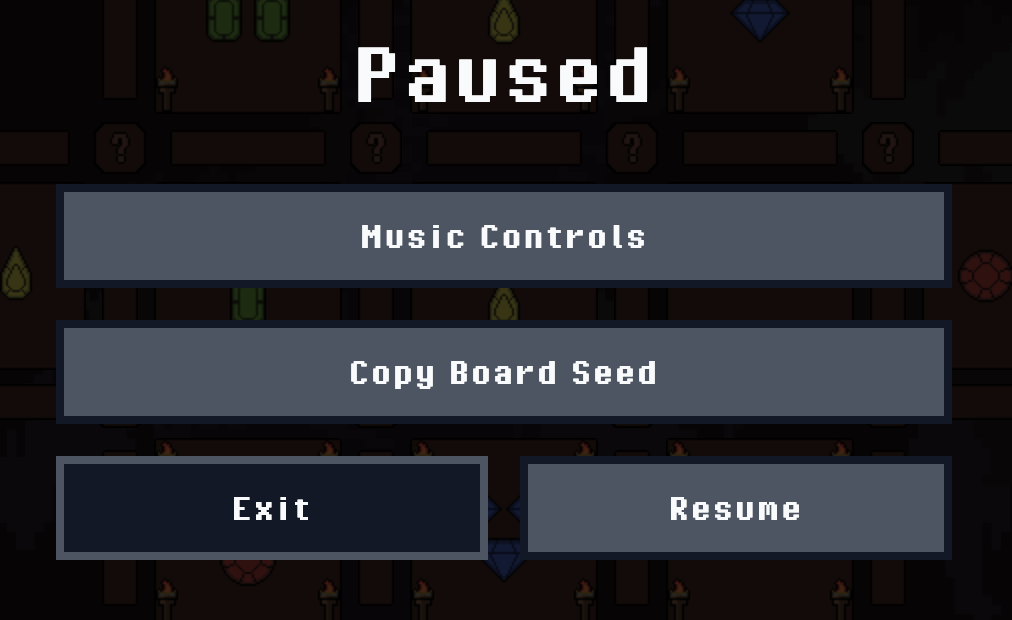 ?
?
?
?
Paused
Music Controls
Copy Board Seed
Exit
Resume